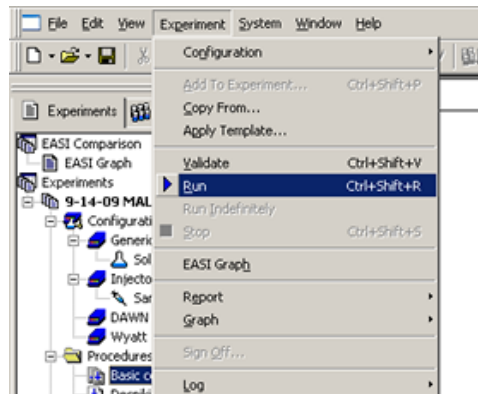 File Edit View Experiment System Window Help
Configuration
Add To Experiment... Ctrl+Shift+P
Copy From...
Apply Template...
Experiments
EASI Comparison
EASI Graph
Validate Ctrl+Shift+V
Experiments
Run Ctrl+Shift+R
9-14-09 MAL
Run Indefinitely
Configurati
Stop Ctrl+Shift+S
Generic
Sol
EASI Graph
Injecto
Sar
Report
DAWN
Graph
Wyatt
Procedures
Sign Off...
Basic co
Log